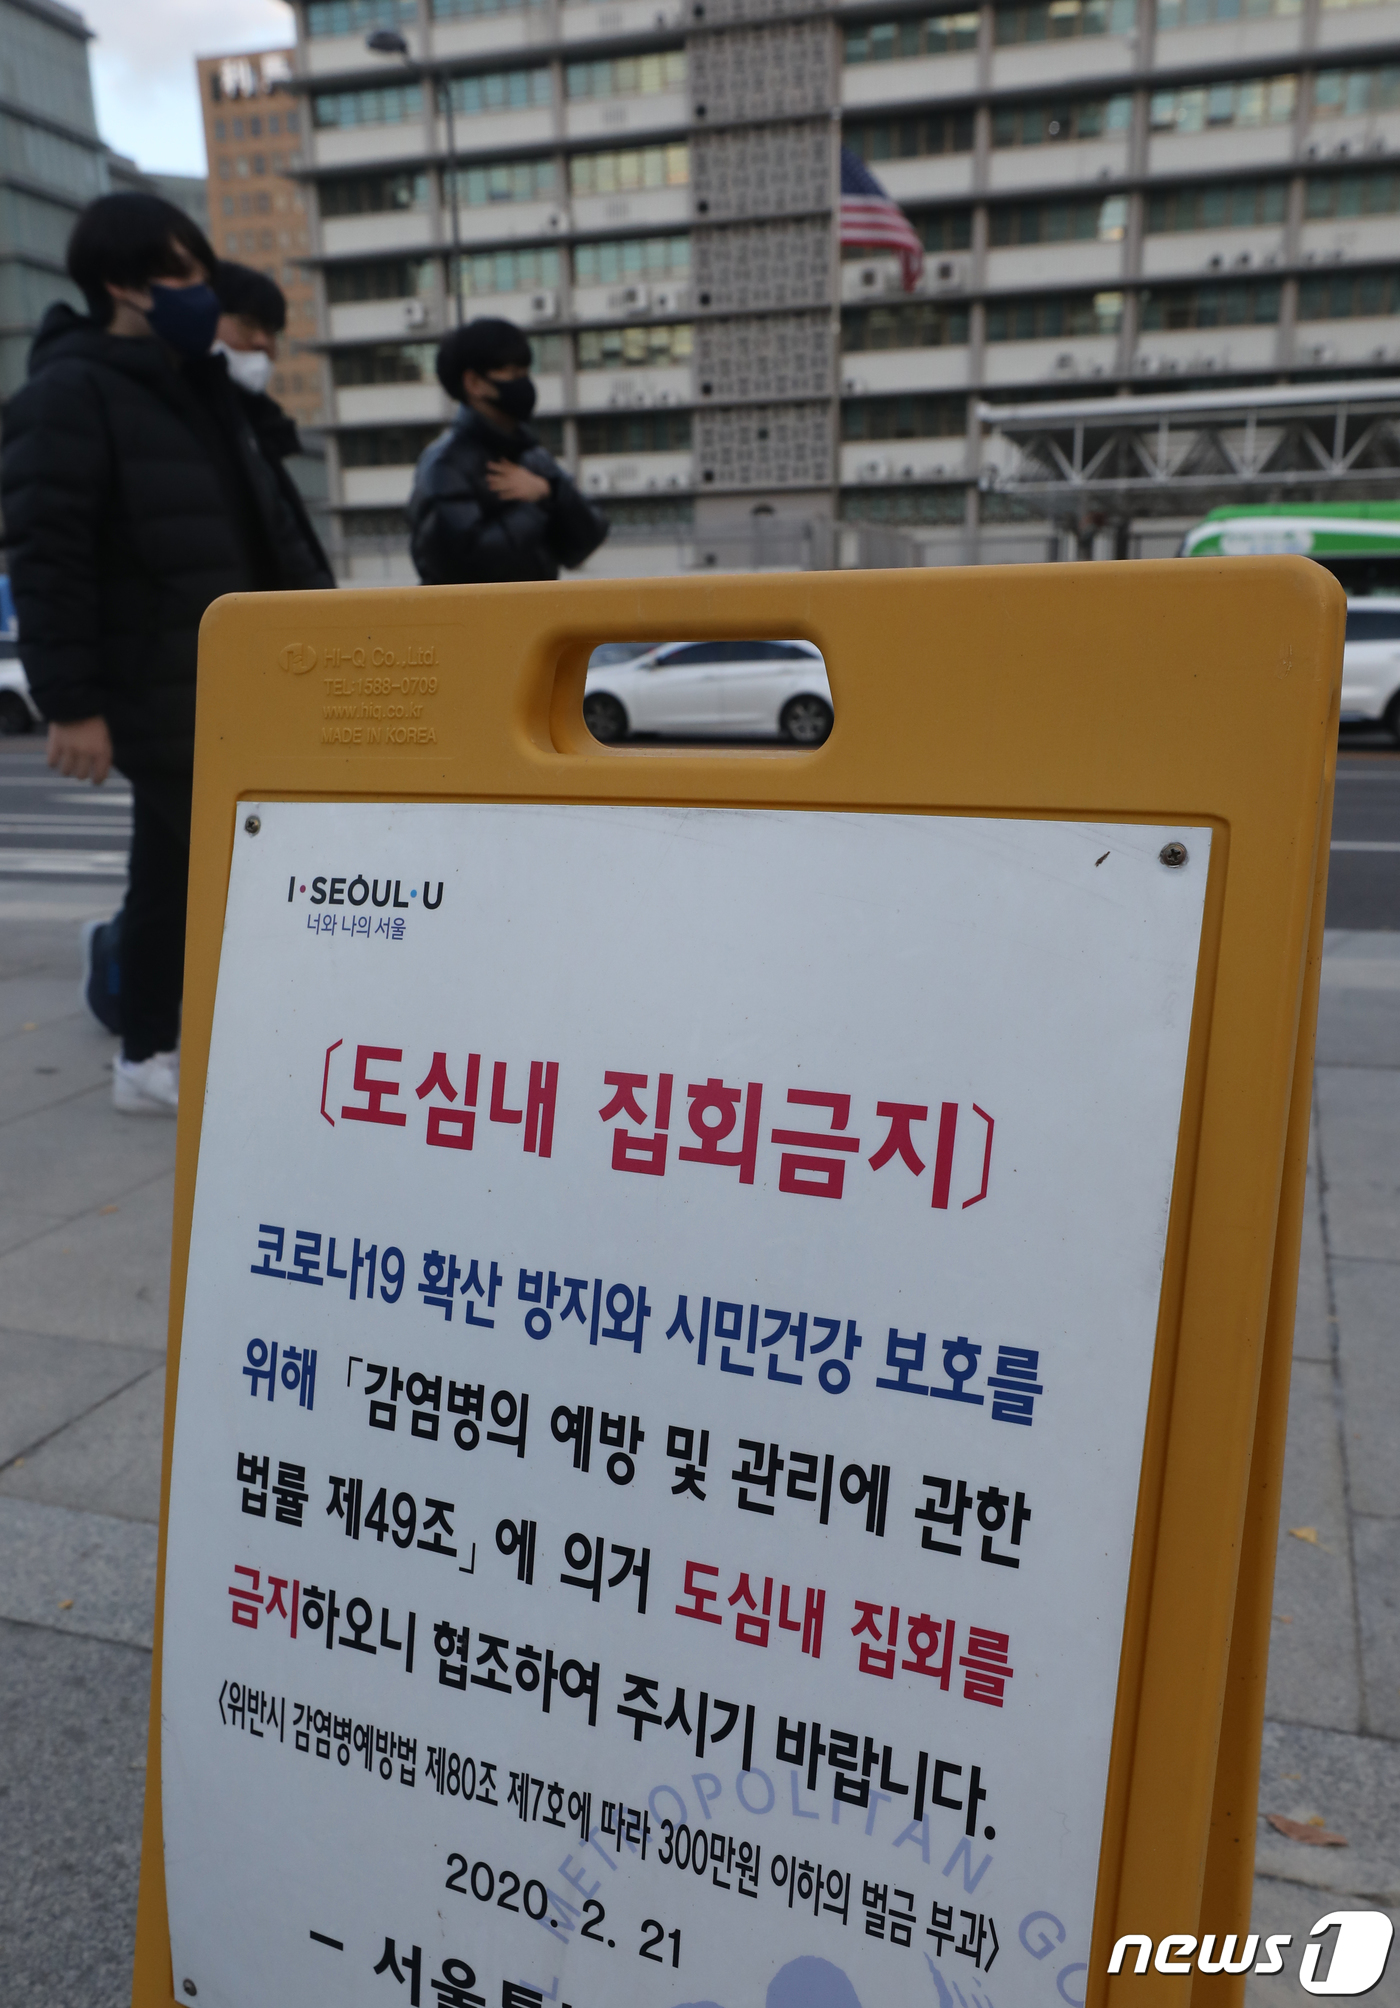 HI-Q Co.,Ltd.
TEL:1588-0709
www.hiq.co.kr
MADE IN KOREA
I·SEOUL·U
너와 나의 서울
〔도심내 집회금지〕
코로나19 확산 방지와 시민건강 보호를
위해 「감염병의 예방 및 관리에 관한
법률 제49조」에 의거 도심내 집회를
금지하오니 협조하여 주시기 바랍니다.
<위반시 감염병예방법 제80조 제7호에 따라 300만원 이하의 벌금 부과>
2020. 2. 21
- 서울특
METROPOLITAN GO
news1